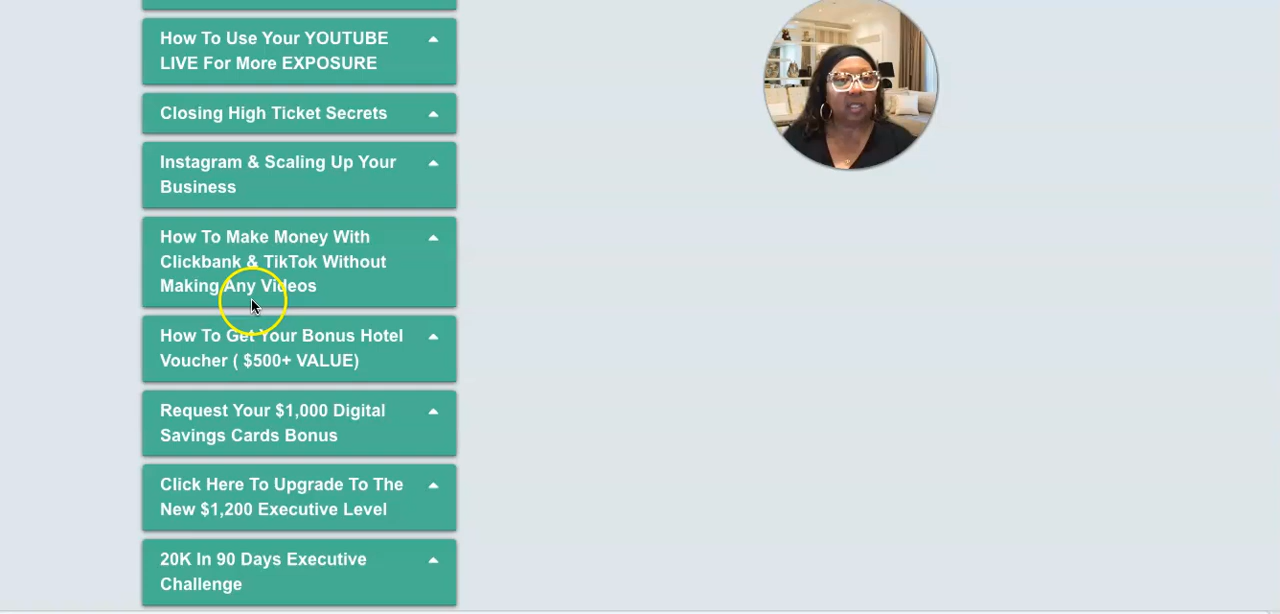 How To Use Your YOUTUBE
LIVE For More EXPOSURE
Closing High Ticket Secrets
Instagram & Scaling Up Your
Business
How To Make Money With
Clickbank & TikTok Without
Making Any Videos
How To Get Your Bonus Hotel
Voucher ( $500+ VALUE)
Request Your $1,000 Digital
Savings Cards Bonus
Click Here To Upgrade To The
New $1,200 Executive Level
20K In 90 Days Executive
Challenge